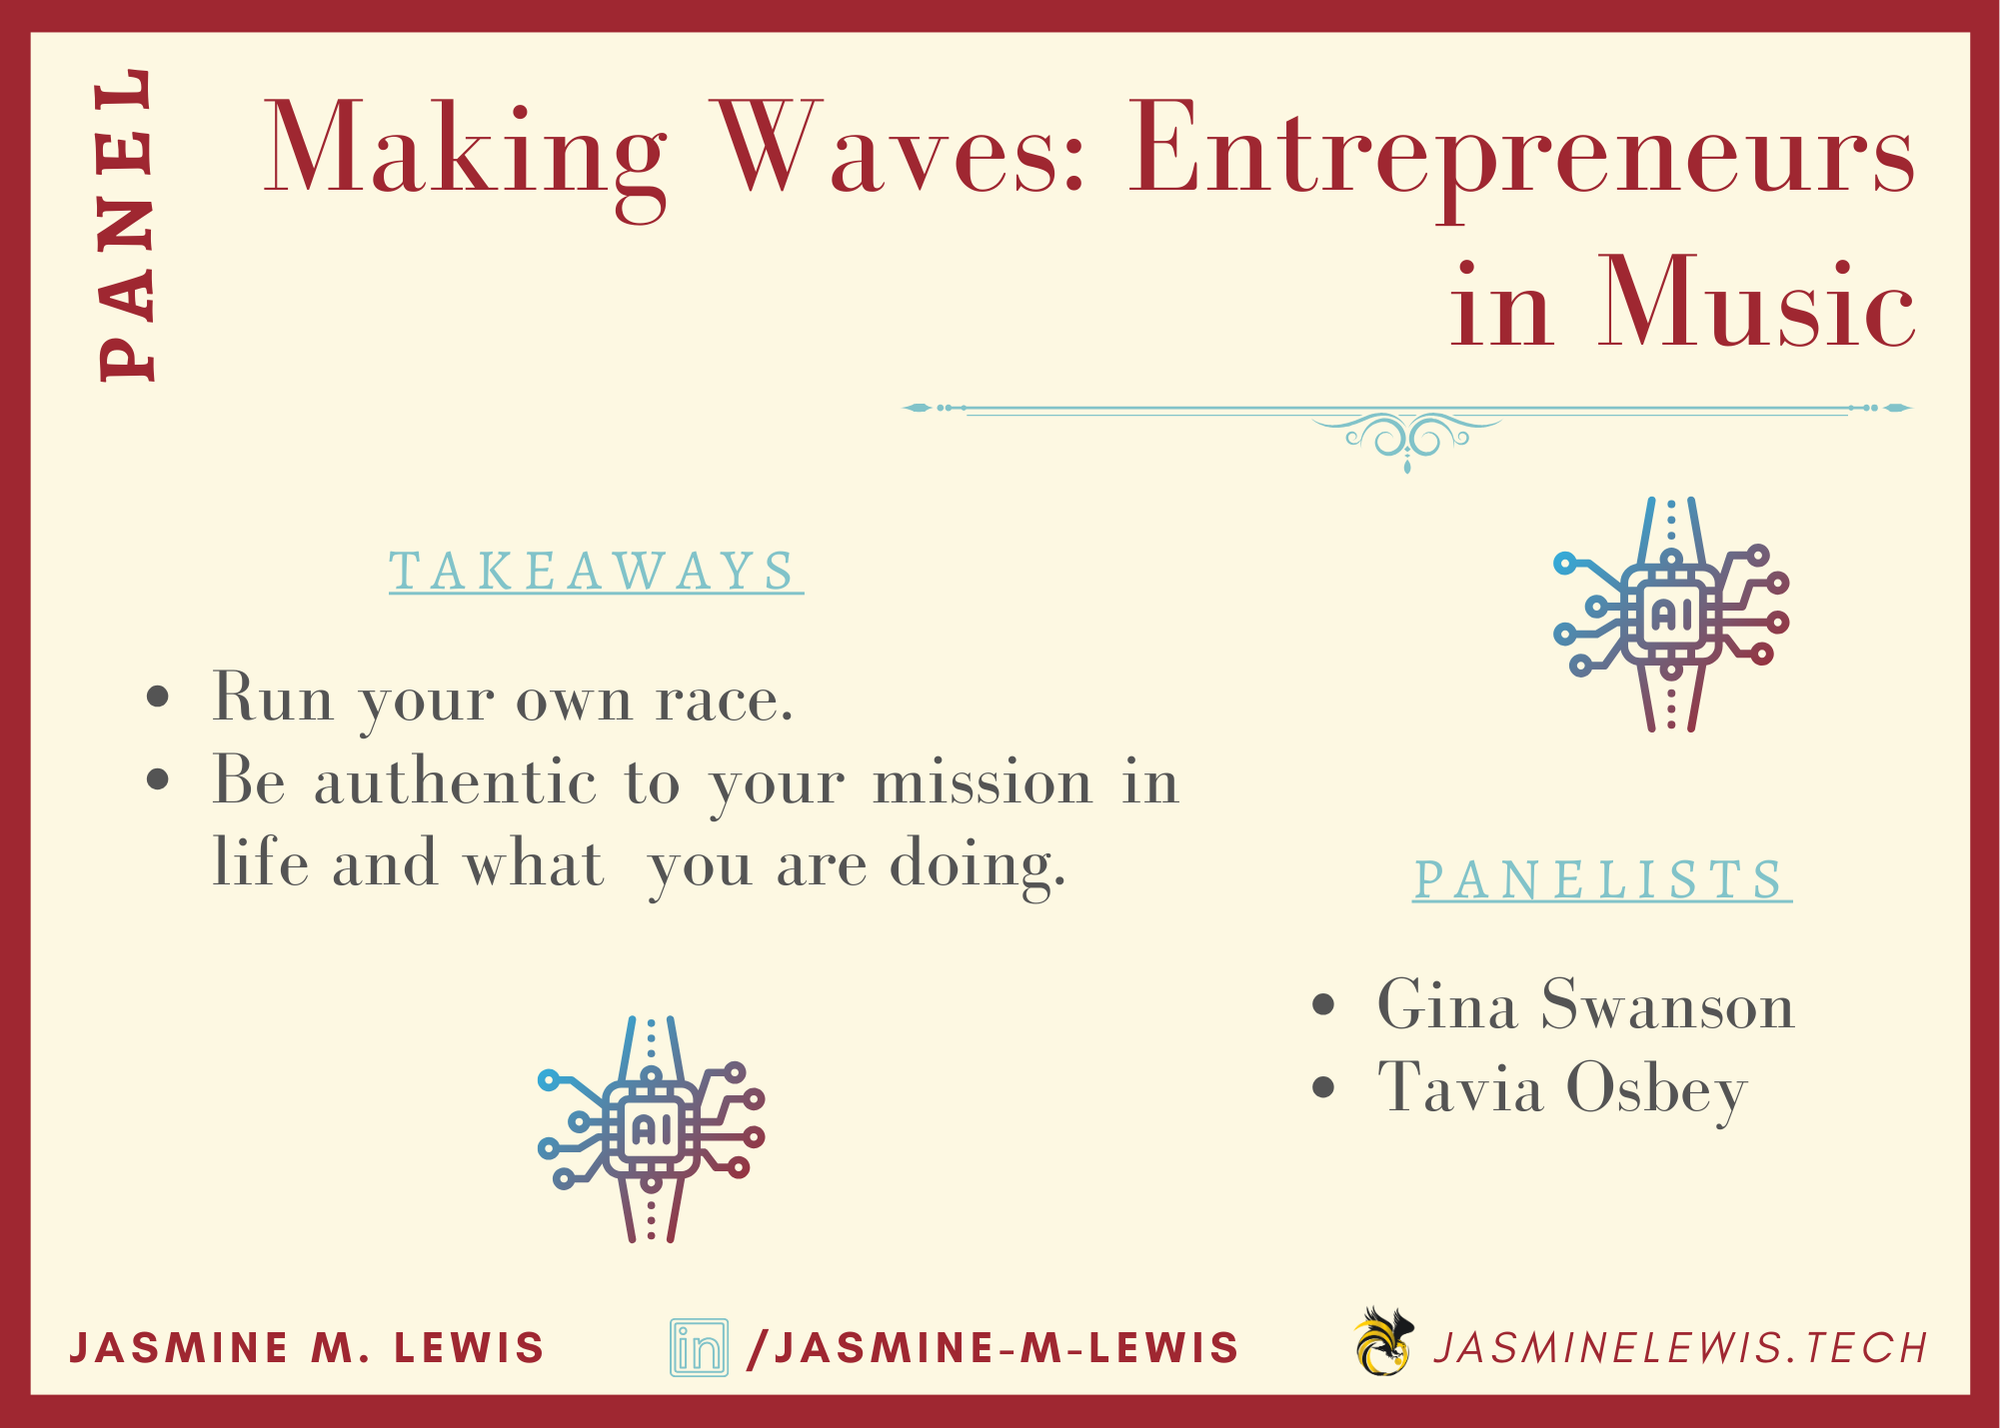 PANEL
Making Waves: Entrepreneurs
in Music
TAKEAWAYS
• Run your own race.
• Be authentic to your mission in
life and what you are doing.
AI
PANELISTS
• Gina Swanson
• Tavia Osbey
AI
JASMINE M. LEWIS
in /JASMINE-M-LEWIS
JASMINELEWIS.TECH